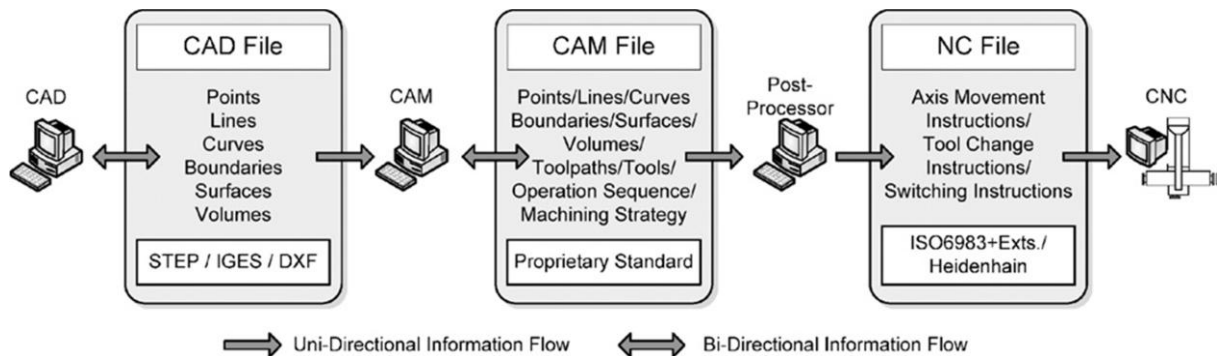 CAD
CAD File
Points
Lines
Curves
Boundaries
Surfaces
Volumes
STEP / IGES / DXF
CAM
CAM File
Points/Lines/Curves
Boundaries/Surfaces/
Volumes/
Toolpaths/Tools/
Operation Sequence/
Machining Strategy
Proprietary Standard
Post-
Processor
NC File
Axis Movement
Instructions/
Tool Change
Instructions/
Switching Instructions
ISO6983+Exts./
Heidenhain
CNC
Uni-Directional Information Flow
Bi-Directional Information Flow